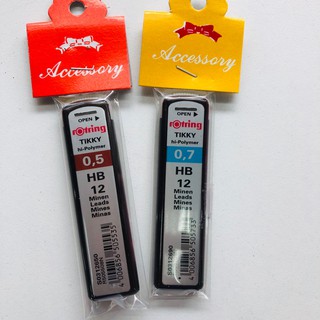 Accessory
OPEN
rotring
TIKKY
hi-Polymer
0,5
HB
12
Minen
Leads
Mines
Minas
4006856505535
Accessory
OPEN
rotring
TIKKY
hi-Polymer
0,7
HB
12
Minen
Leads
Mines
Minas